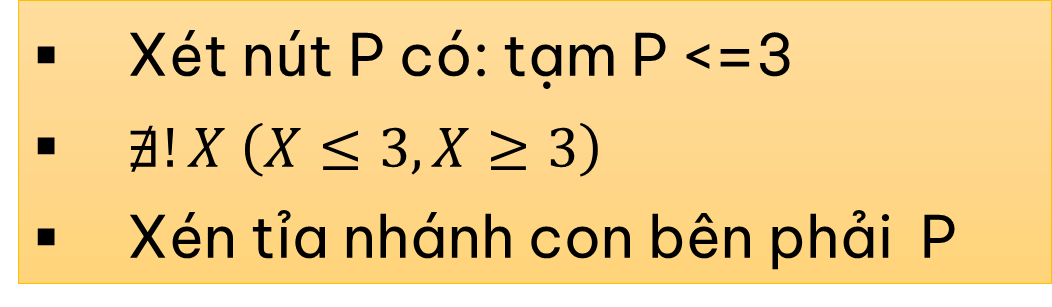 ▪ Xét nút P có: tạm P <=3
▪ ∄! X (X ≤ 3, X ≥ 3)
▪ Xén tỉa nhánh con bên phải P